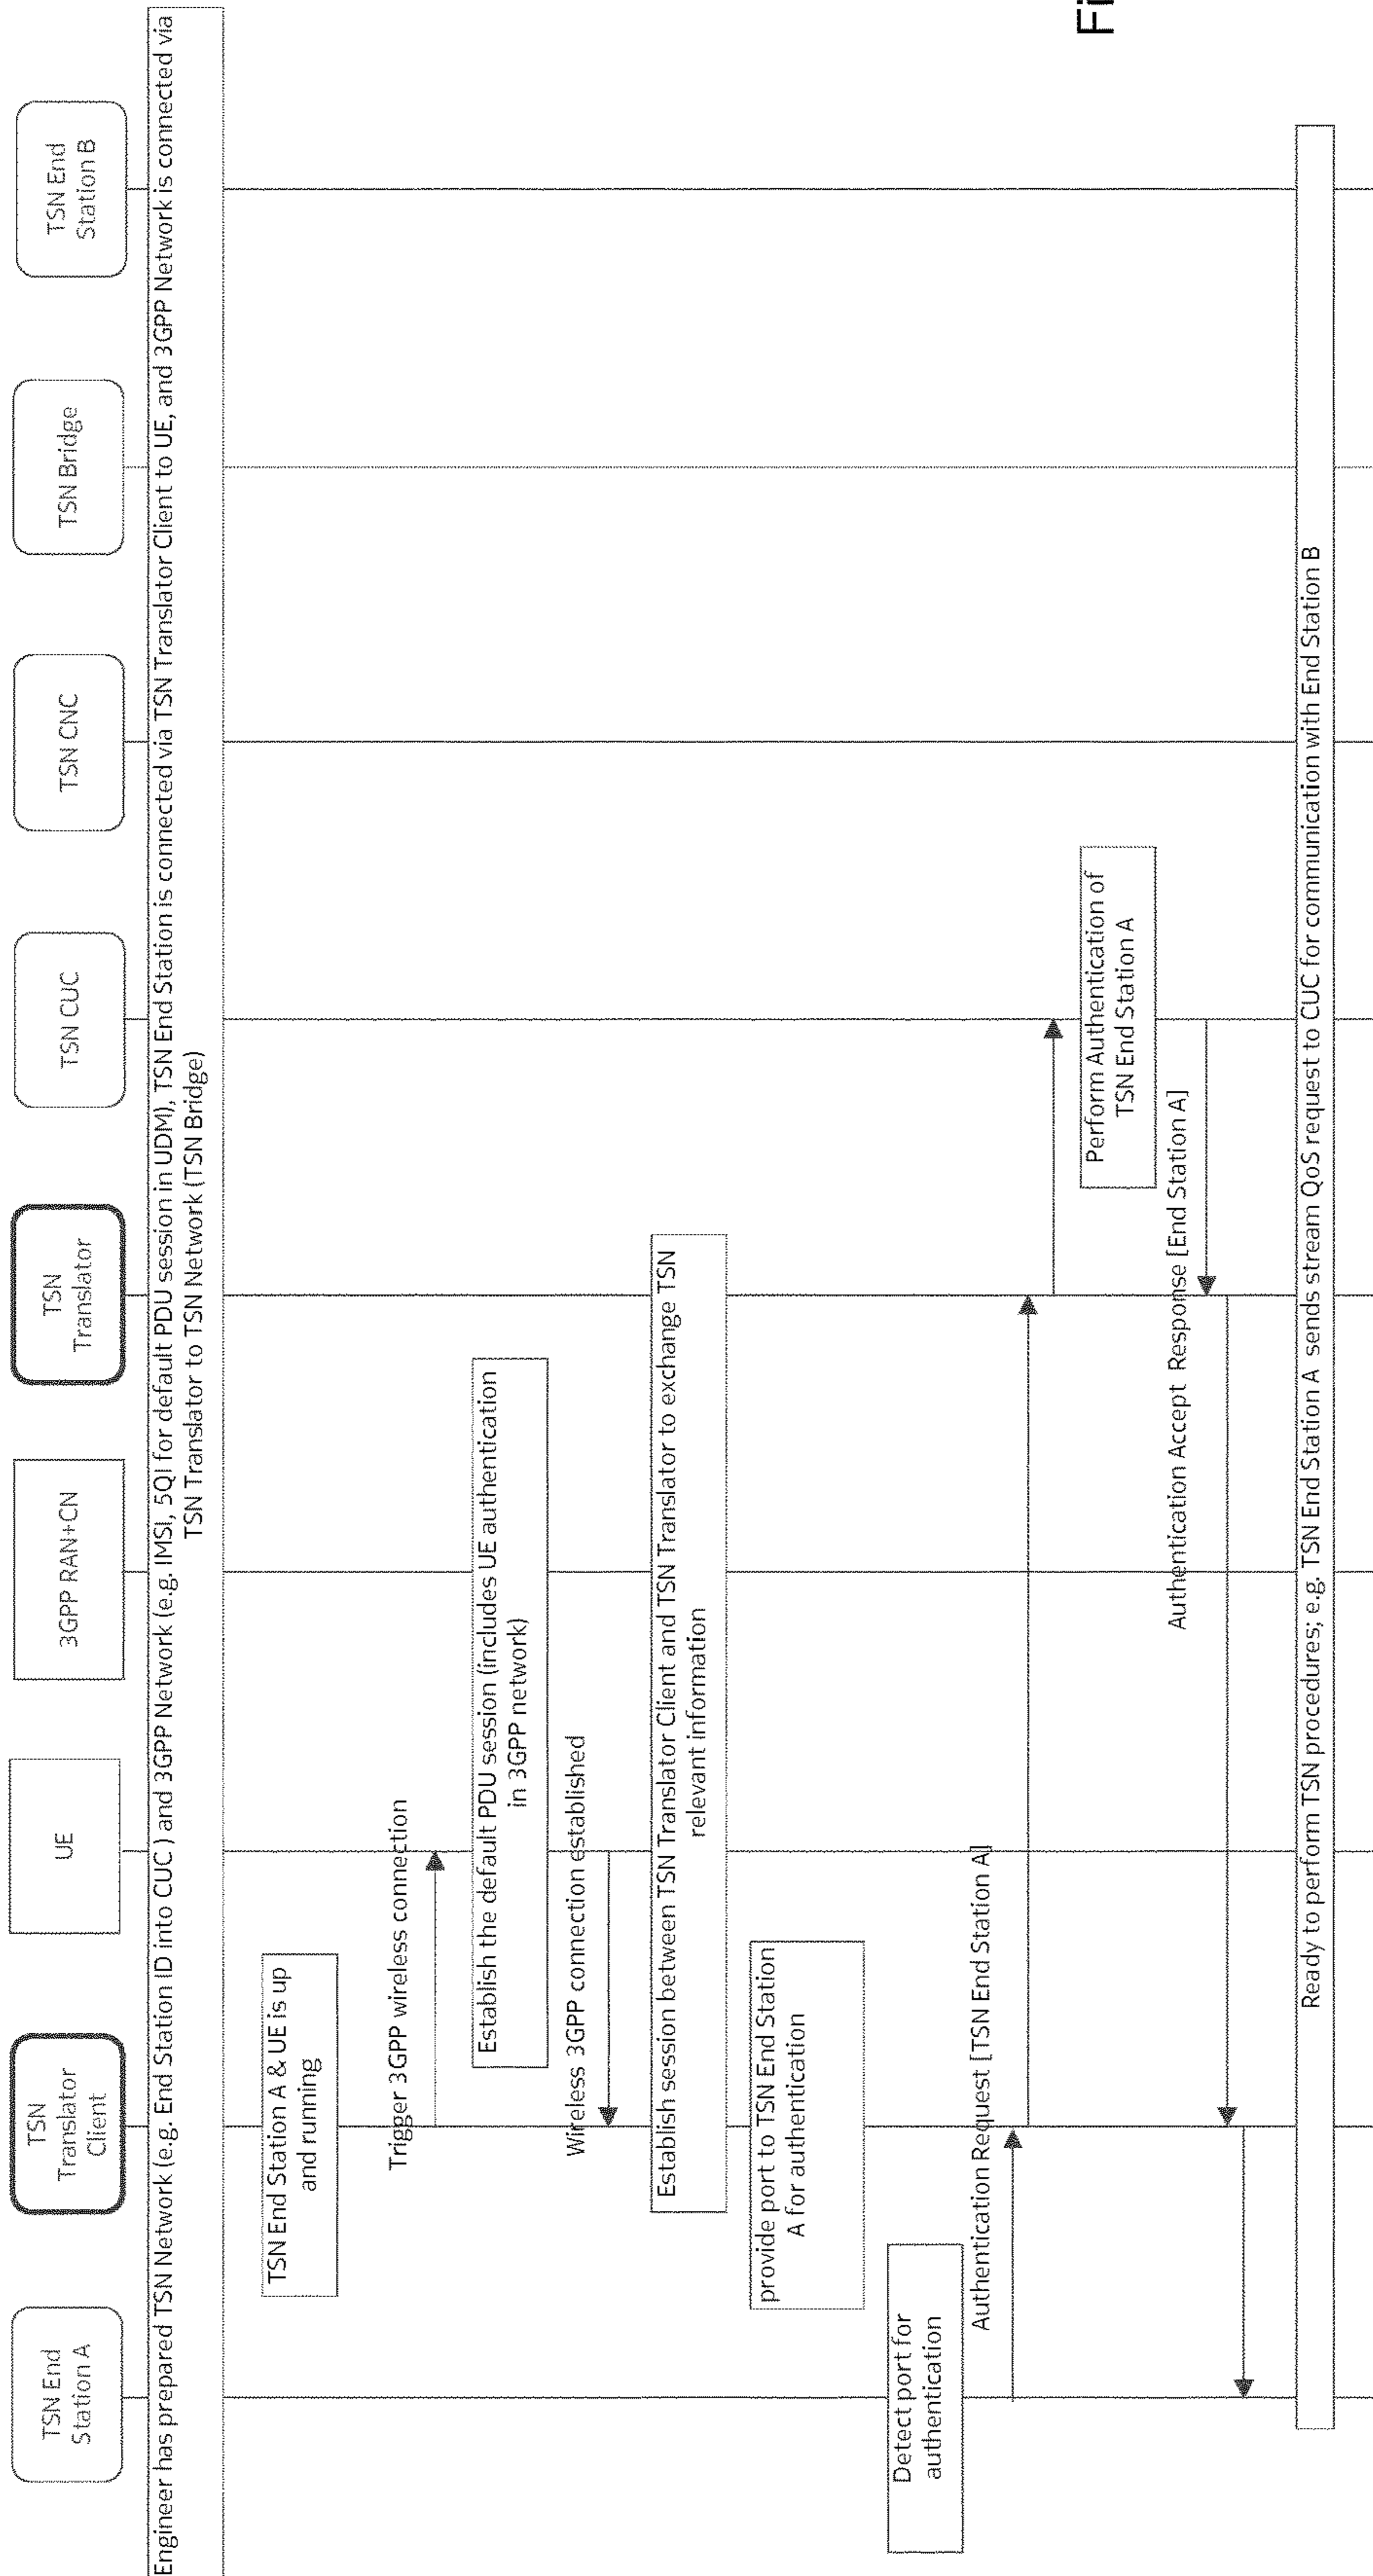 TSN End
Station A
TSN
Translator
Client
UE
3GPP RAN+CN
TSN
Translator
TSN CUC
TSN CNC
TSN Bridge
TSN End
Station B
Engineer has prepared TSN Network (e.g. End Station ID into CUC ) and 3GPP Network (e.g. IMSI, 5QI for default PDU session in UDM), TSN End Station is connected via TSN Translator Client to UE, and 3GPP Network is connected via
TSN Translator to TSN Network (TSN Bridge)
TSN End Station A & UE is up
and running
Trigger 3GPP wireless connection
Establish the default PDU session (includes UE authentication
in 3GPP network)
Wireless 3GPP connection established
Establish session between TSN Translator Client and TSN Translator to exchange TSN
relevant information
provide port to TSN End Station
A for authentication
Detect port for
authentication
Authentication Request [TSN End Station A]
Perform Authentication of
TSN End Station A
Authentication Accept Response [End Station A]
Ready to perform TSN procedures; e.g. TSN End Station A sends stream QoS request to CUC for communication with End Station B